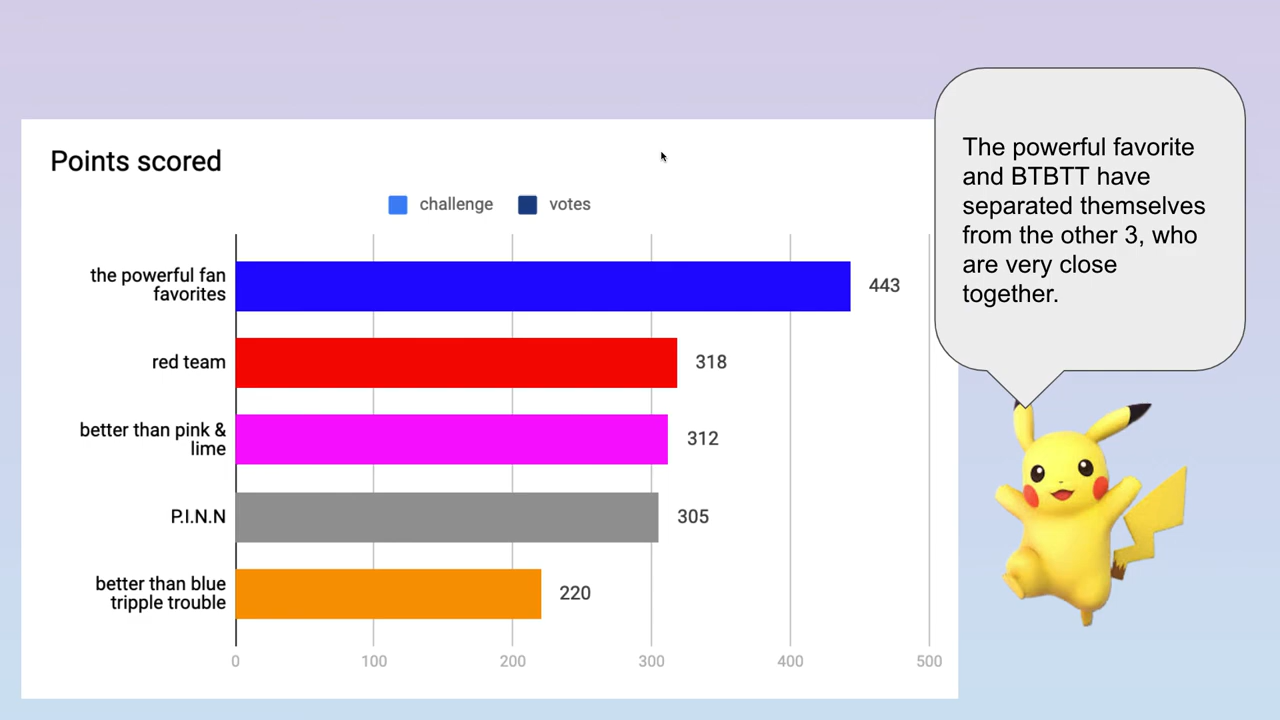 Points scored
challenge votes
the powerful fan
favorites
443
red team
318
better than pink &
lime
312
P.I.N.N
305
better than blue
tripple trouble
220
0 100 200 300 400 500
The powerful favorite
and BTBTT have
separated themselves
from the other 3, who
are very close
together.